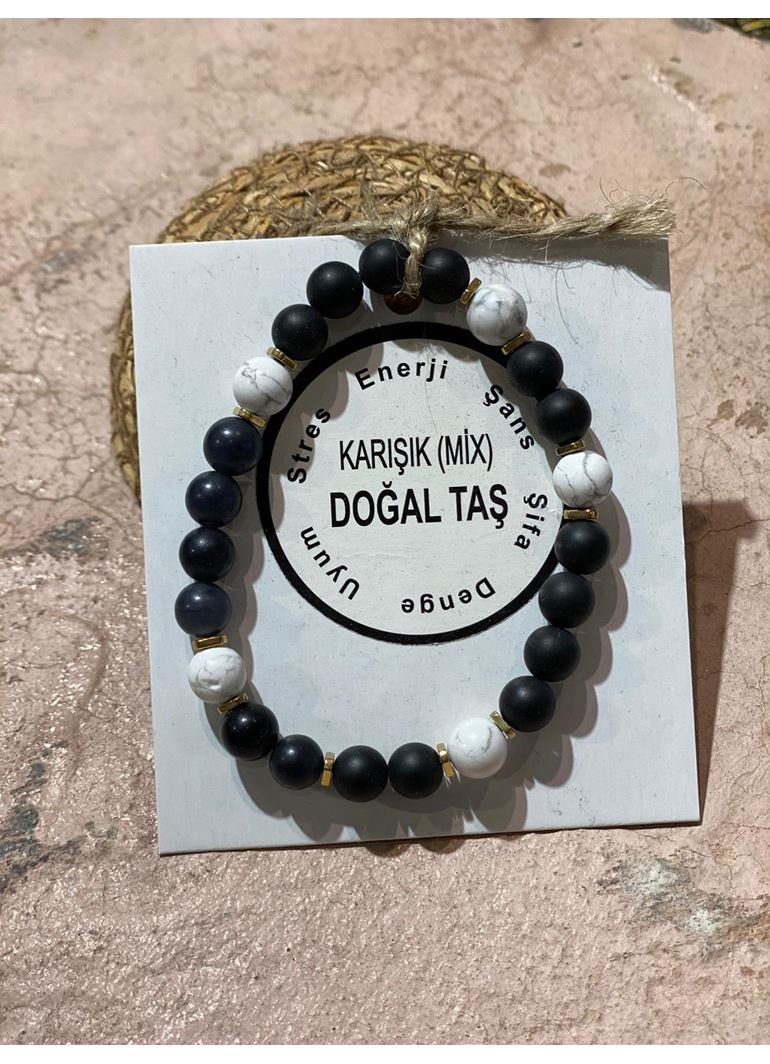 Enerji
Şans
Şifa
Denge
Uyum
Stres
KARIŞIK (MİX)
DOĞAL TAŞ